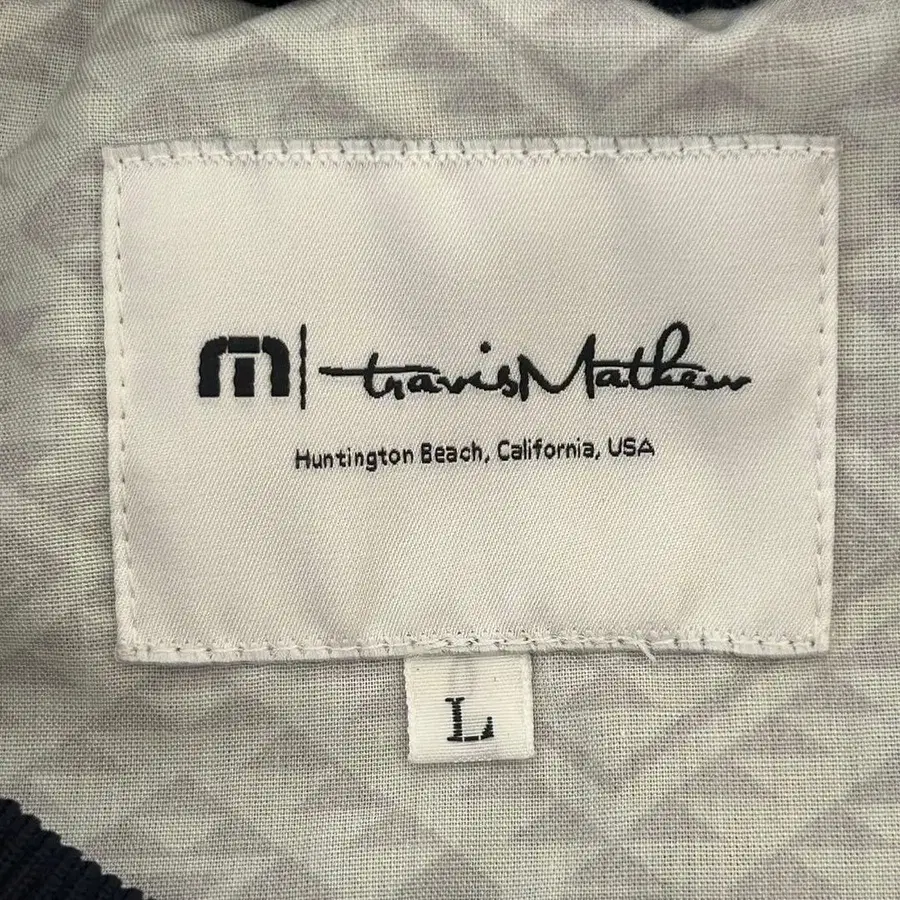 m | travisMathew
Huntington Beach, California, USA
L